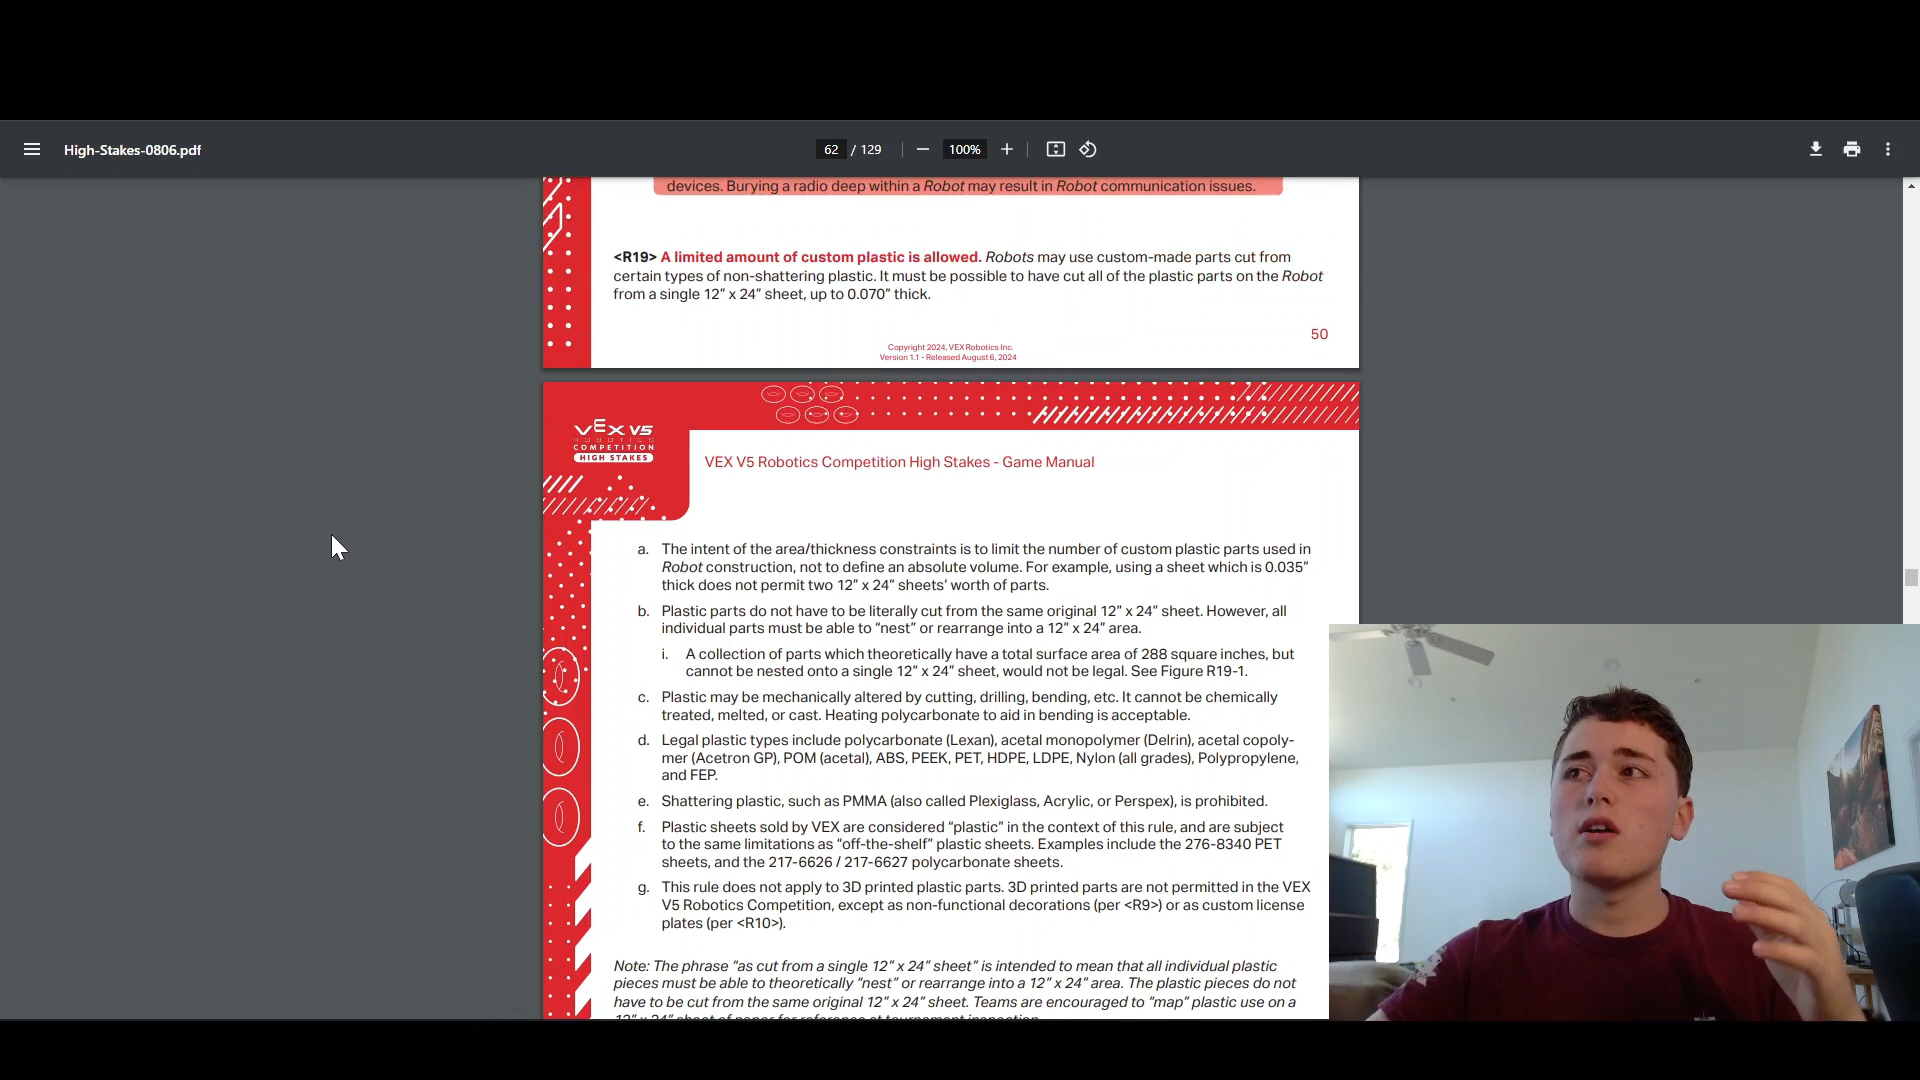 High-Stakes-0806.pdf
62 / 129
100%
devices. Burying a radio deep within a Robot may result in Robot communication issues.
<R19> A limited amount of custom plastic is allowed. Robots may use custom-made parts cut from
certain types of non-shattering plastic. It must be possible to have cut all of the plastic parts on the Robot
from a single 12” x 24” sheet, up to 0.070” thick.
50
Copyright 2024, VEX Robotics Inc.
Version 1.1 - Released August 6, 2024
VEX V5
ROBOTICS
COMPETITION
HIGH STAKES
VEX V5 Robotics Competition High Stakes - Game Manual
a. The intent of the area/thickness constraints is to limit the number of custom plastic parts used in
Robot construction, not to define an absolute volume. For example, using a sheet which is 0.035”
thick does not permit two 12” x 24” sheets’ worth of parts.
b. Plastic parts do not have to be literally cut from the same original 12” x 24” sheet. However, all
individual parts must be able to “nest” or rearrange into a 12” x 24” area.
i. A collection of parts which theoretically have a total surface area of 288 square inches, but
cannot be nested onto a single 12” x 24” sheet, would not be legal. See Figure R19-1.
c. Plastic may be mechanically altered by cutting, drilling, bending, etc. It cannot be chemically
treated, melted, or cast. Heating polycarbonate to aid in bending is acceptable.
d. Legal plastic types include polycarbonate (Lexan), acetal monopolymer (Delrin), acetal copoly-
mer (Acetron GP), POM (acetal), ABS, PEEK, PET, HDPE, LDPE, Nylon (all grades), Polypropylene,
and FEP.
e. Shattering plastic, such as PMMA (also called Plexiglass, Acrylic, or Perspex), is prohibited.
f. Plastic sheets sold by VEX are considered “plastic” in the context of this rule, and are subject
to the same limitations as “off-the-shelf” plastic sheets. Examples include the 276-8340 PET
sheets, and the 217-6626 / 217-6627 polycarbonate sheets.
g. This rule does not apply to 3D printed plastic parts. 3D printed parts are not permitted in the VEX
V5 Robotics Competition, except as non-functional decorations (per <R9>) or as custom license
plates (per <R10>).
Note: The phrase “as cut from a single 12” x 24” sheet” is intended to mean that all individual plastic
pieces must be able to theoretically “nest” or rearrange into a 12” x 24” area. The plastic pieces do not
have to be cut from the same original 12” x 24” sheet. Teams are encouraged to “map” plastic use on a
12” x 24” sheet of paper for reference at tournament inspection.